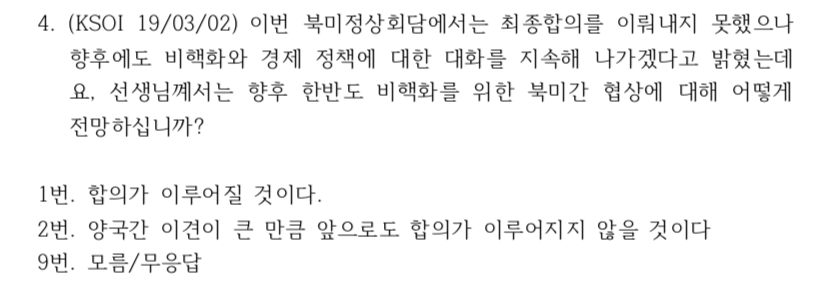 4. (KSOI 19/03/02) 이번 북미정상회담에서는 최종합의를 이뤄내지 못했으나
향후에도 비핵화와 경제 정책에 대한 대화를 지속해 나가겠다고 밝혔는데
요, 선생님꼐서는 향후 한반도 비핵화를 위한 북미간 협상에 대해 어떻게
전망하십니까?
1번. 합의가 이루어질 것이다.
2번. 양국간 이견이 큰 만큼 앞으로도 합의가 이루어지지 않을 것이다
9번. 모름/무응답